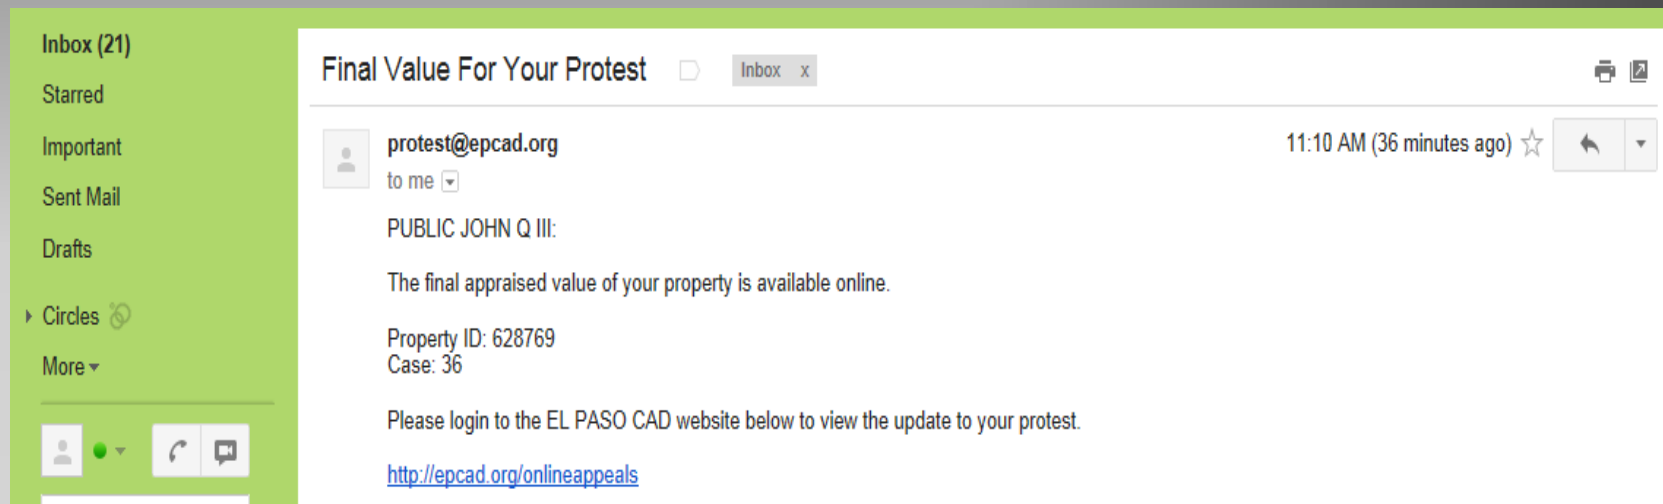 Inbox (21)
Starred
Important
Sent Mail
Drafts
Circles
More
Final Value For Your Protest
Inbox x
protest@epcad.org
11:10 AM (36 minutes ago)
to me
PUBLIC JOHN Q III:
The final appraised value of your property is available online.
Property ID: 628769
Case: 36
Please login to the EL PASO CAD website below to view the update to your protest.
http://epcad.org/onlineappeals